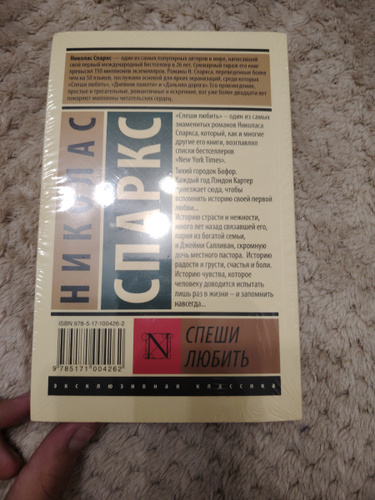 Николас Спаркс — один из самых популярных авторов в мире, написавший
свой первый международный бестселлер в 28 лет. Суммарный тираж его книг
превысил 150 миллионов экземпляров. Романы Н. Спаркса, переведенные более
чем на 50 языков, послужили основой для ярких экранизаций, среди которых
«Спеши любить», «Дневник памяти» и «Дальняя дорога». Его произведения,
простые и трогательные, романтичные и искренние, вот уже более двадцати лет
покоряют миллионы читательских сердец.
НИКОЛАС
СПАРКС
«Спеши любить» – один из самых
знаменитых романов Николаса
Спаркса, который, как и многие
другие его книги, возглавлял
списки бестселлеров
«New York Times».
Тихий городок Бофор.
Каждый год Лэндон Картер
приезжает сюда, чтобы
вспомнить историю своей первой
любви...
Истории страсти и нежности,
много лет назад связавшей его,
парня из богатой семьи,
и Джейми Салливан, скромную
дочь местного пастора. Историю
радости и грусти, счастья и боли.
Историю чувства, которое
человеку доводится испытать
лишь раз в жизни – и запомнить
навсегда...
ISBN 978-5-17-100426-2
9 785171 004262
N
СПЕШИ
ЛЮБИТЬ
эксклюзивная классика